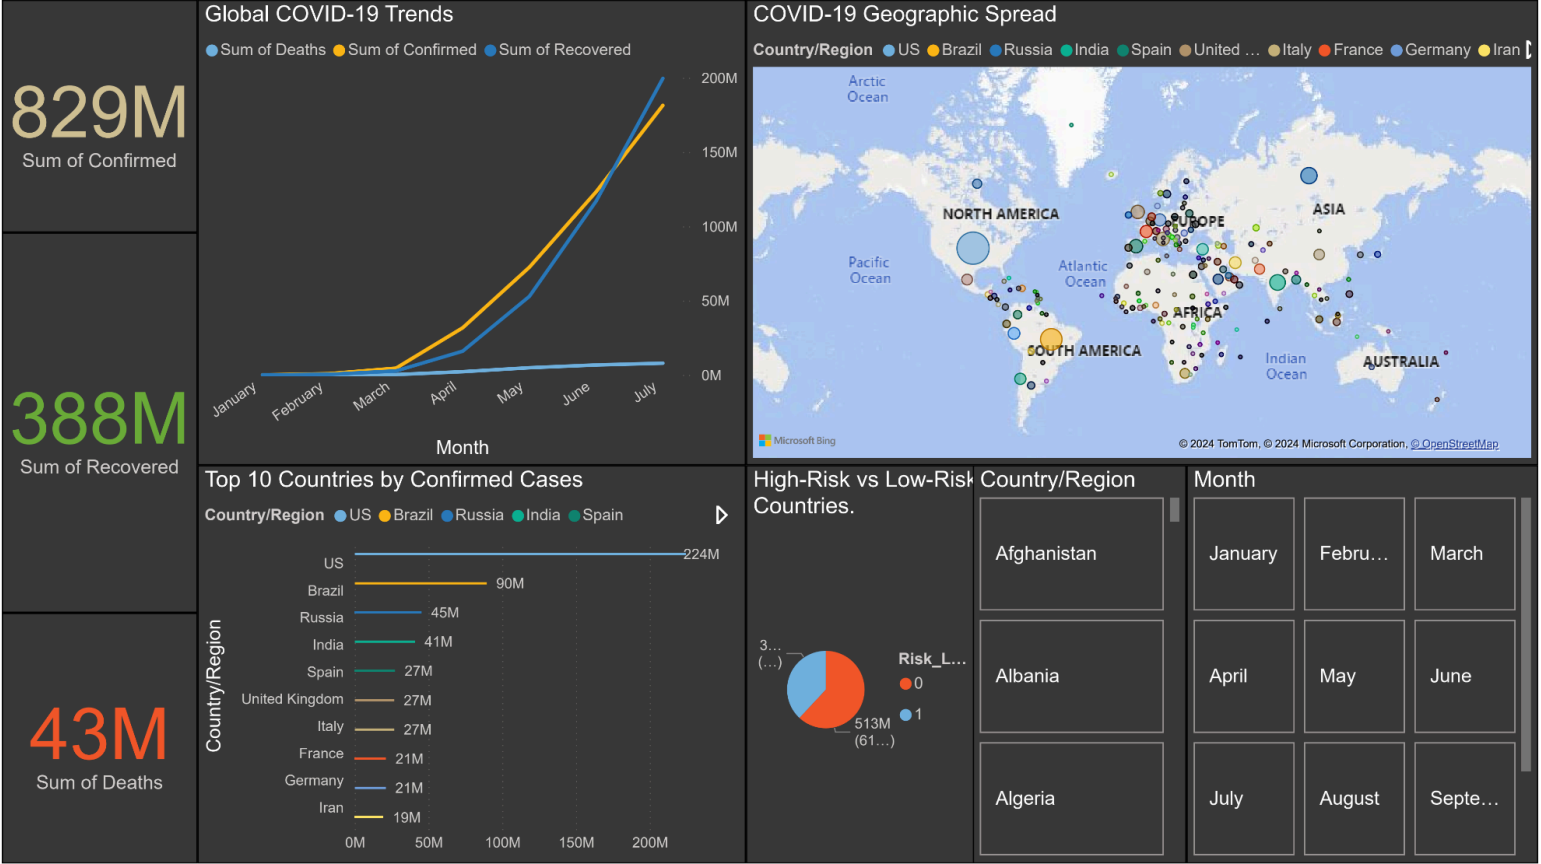 829M
Sum of Confirmed
388M
Sum of Recovered
43M
Sum of Deaths
Global COVID-19 Trends
Sum of Deaths Sum of Confirmed Sum of Recovered
200M
150M
100M
50M
0M
January February March April May June July
Month
COVID-19 Geographic Spread
Country/Region US Brazil Russia India Spain United ... Italy France Germany Iran
Arctic
Ocean
NORTH AMERICA
EUROPE
ASIA
Pacific
Ocean
Atlantic
Ocean
AFRICA
SOUTH AMERICA
Indian
Ocean
AUSTRALIA
Microsoft Bing
© 2024 TomTom, © 2024 Microsoft Corporation, © OpenStreetMap
Top 10 Countries by Confirmed Cases
Country/Region US Brazil Russia India Spain
Country/Region
US 224M
Brazil 90M
Russia 45M
India 41M
Spain 27M
United Kingdom 27M
Italy 27M
France 21M
Germany 21M
Iran 19M
0M 50M 100M 150M 200M
High-Risk vs Low-Risk
Countries.
3...
(...)
513M
(61...)
Risk_L...
0
1
Country/Region
Afghanistan
Albania
Algeria
Month
January Febru... March
April May June
July August Septe...